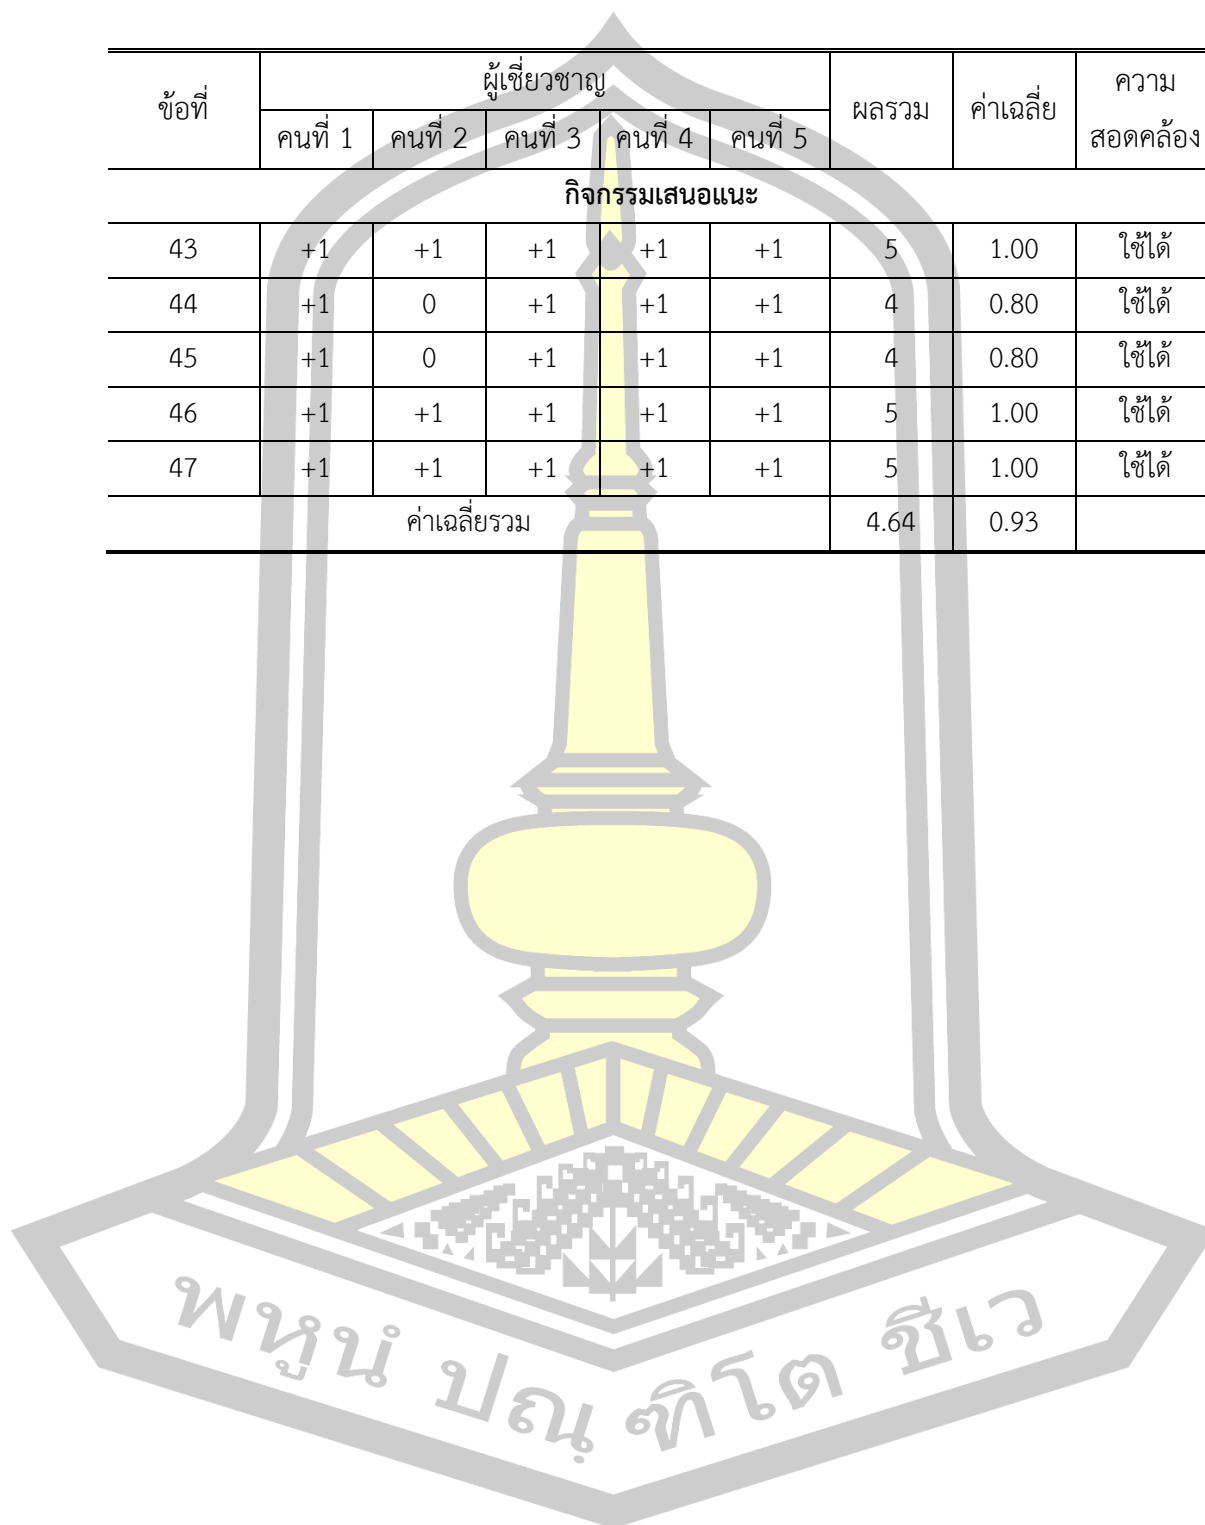 ข้อที่ ผู้เชี่ยวชาญ ผลรวม ค่าเฉลี่ย ความสอดคล้อง
คนที่ 1 คนที่ 2 คนที่ 3 คนที่ 4 คนที่ 5
กิจกรรมเสนอแนะ
43 +1 +1 +1 +1 +1 5 1.00 ใช้ได้
44 +1 0 +1 +1 +1 4 0.80 ใช้ได้
45 +1 0 +1 +1 +1 4 0.80 ใช้ได้
46 +1 +1 +1 +1 +1 5 1.00 ใช้ได้
47 +1 +1 +1 +1 +1 5 1.00 ใช้ได้
ค่าเฉลี่ยรวม 4.64 0.93
พหูนํ ปณฺฑิโต ชีเว